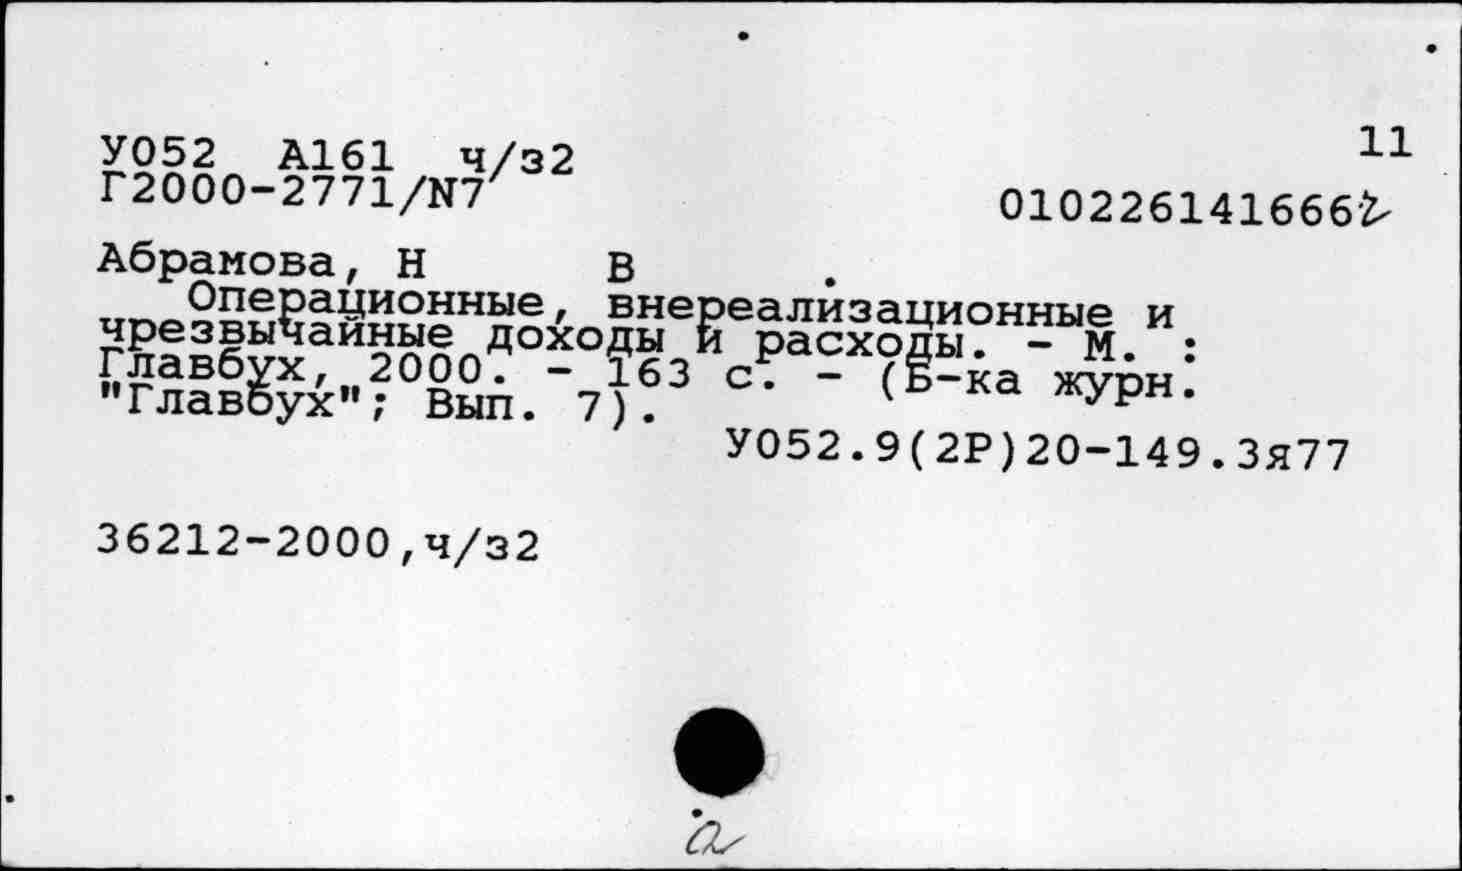 11
У052 А161 ч/з2
Г2000-2771/N7
010226141666
Абрамова, Н В .
Операционные, внереализационные и
чрезвычайные доходы и расходы. - М. :
Главбух, 2000. - 163 с. - (Б-ка журн.
"Главбух"; Вып. 7).
У052.9(2Р)20-149.3я77
36212-2000,ч/з2